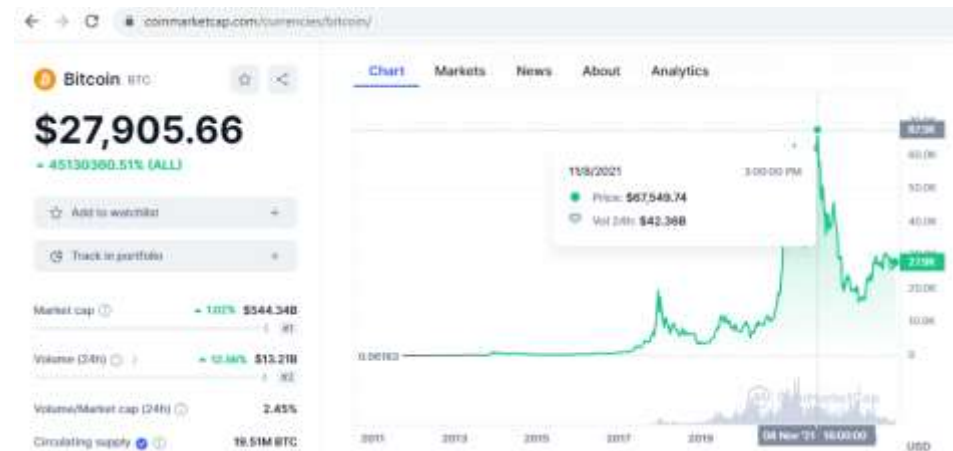 coinmarketcap.com/currencies/bitcoin/
Bitcoin BTC
$27,905.66
45130360.51% (ALL)
Add to watchlist +
Track in portfolio +
Market cap 1.02% $544.34B
#1
Volume (24h) $13.21B
#2
Volume/Market cap (24h) 2.45%
Circulating supply 19.51M BTC
Chart Markets News About Analytics
11/8/2021 3:00:00 PM
Price: $67,549.74
Vol 24h: $42.36B
67.5K
60.0K
50.0K
40.0K
27.9K
20.0K
10.0K
0
CoinMarketCap
2011 2013 2015 2017 2019
08 Nov '21 16:00:00
USD